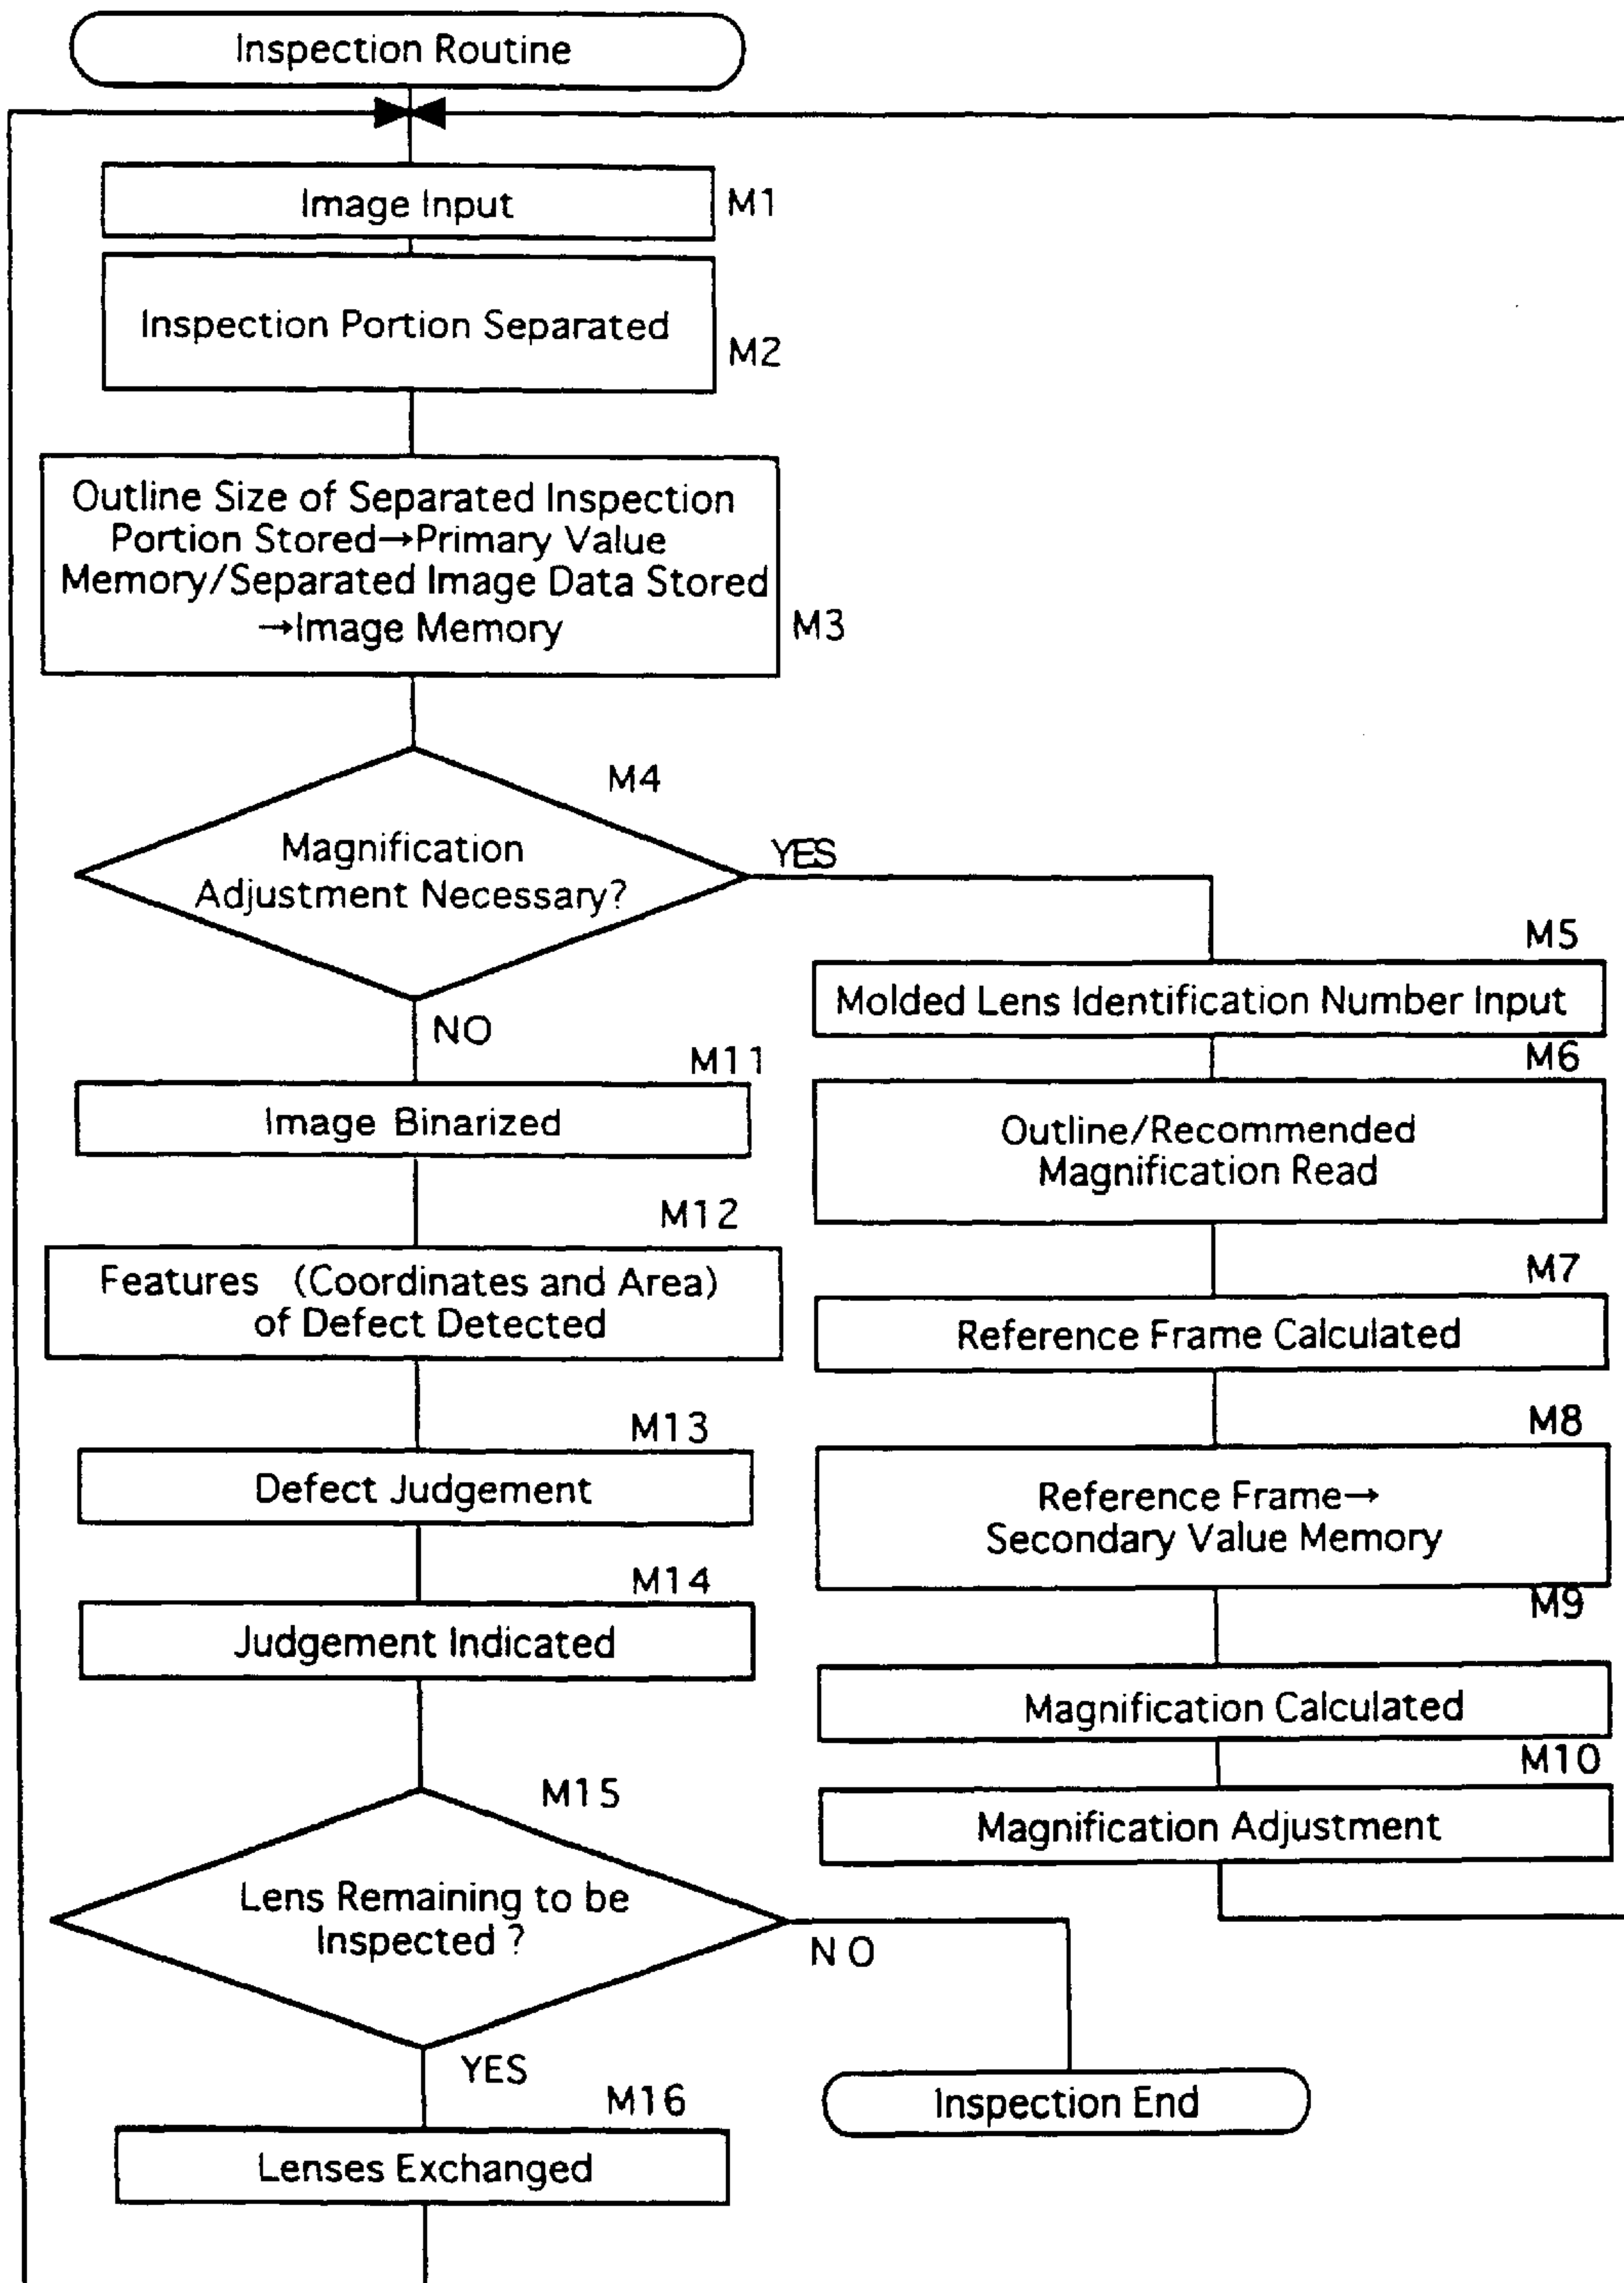 Inspection Routine
Image Input
M1
Inspection Portion Separated
M2
Outline Size of Separated Inspection
Portion Stored→Primary Value
Memory/Separated Image Data Stored
→Image Memory
M3
M4
Magnification
Adjustment Necessary?
YES
NO
M5
Molded Lens Identification Number Input
M6
Outline/Recommended
Magnification Read
M7
Reference Frame Calculated
M8
Reference Frame→
Secondary Value Memory
M9
Magnification Calculated
M10
Magnification Adjustment
M11
Image Binarized
M12
Features (Coordinates and Area)
of Defect Detected
M13
Defect Judgement
M14
Judgement Indicated
M15
Lens Remaining to be
Inspected ?
NO
Inspection End
YES
M16
Lenses Exchanged